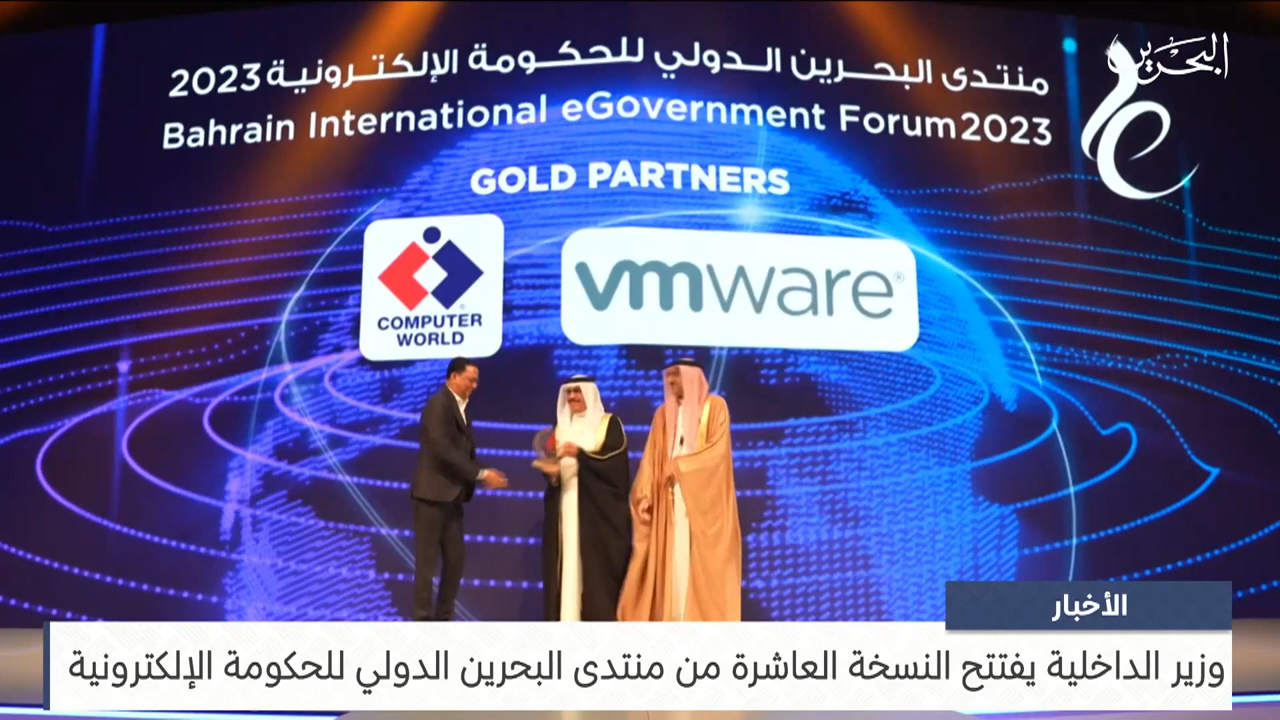 البحرين
منتدى البحرين الدولي للحكومة الإلكترونية 2023
Bahrain International eGovernment Forum 2023
GOLD PARTNERS
COMPUTER
WORLD
vmware®
الأخبار
وزير الداخلية يفتتح النسخة العاشرة من منتدى البحرين الدولي للحكومة الإلكترونية